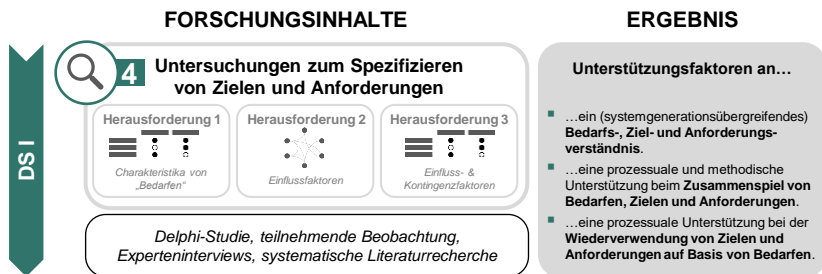 FORSCHUNGSINHALTE
ERGEBNIS
DS I
4
Untersuchungen zum Spezifizieren
von Zielen und Anforderungen
Herausforderung 1
Charakteristika von
„Bedarfen"
Herausforderung 2
Einflussfaktoren
Herausforderung 3
Einfluss- &
Kontingenzfaktoren
Delphi-Studie, teilnehmende Beobachtung,
Experteninterviews, systematische Literaturrecherche
Unterstützungsfaktoren an…
…ein (systemgenerationsübergreifendes)
Bedarfs-, Ziel- und Anforderungs-
verständnis.
…eine prozessuale und methodische
Unterstützung beim Zusammenspiel von
Bedarfen, Zielen und Anforderungen.
…eine prozessuale Unterstützung bei der
Wiederverwendung von Zielen und
Anforderungen auf Basis von Bedarfen.